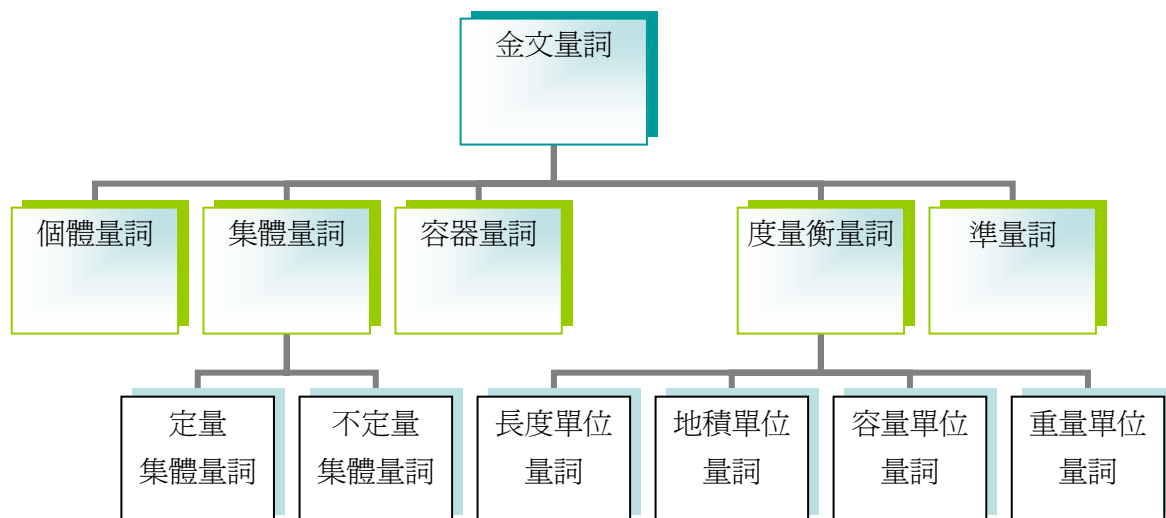 金文量詞
個體量詞
集體量詞
容器量詞
度量衡量詞
準量詞
定量
集體量詞
不定量
集體量詞
長度單位
量詞
地積單位
量詞
容量單位
量詞
重量單位
量詞